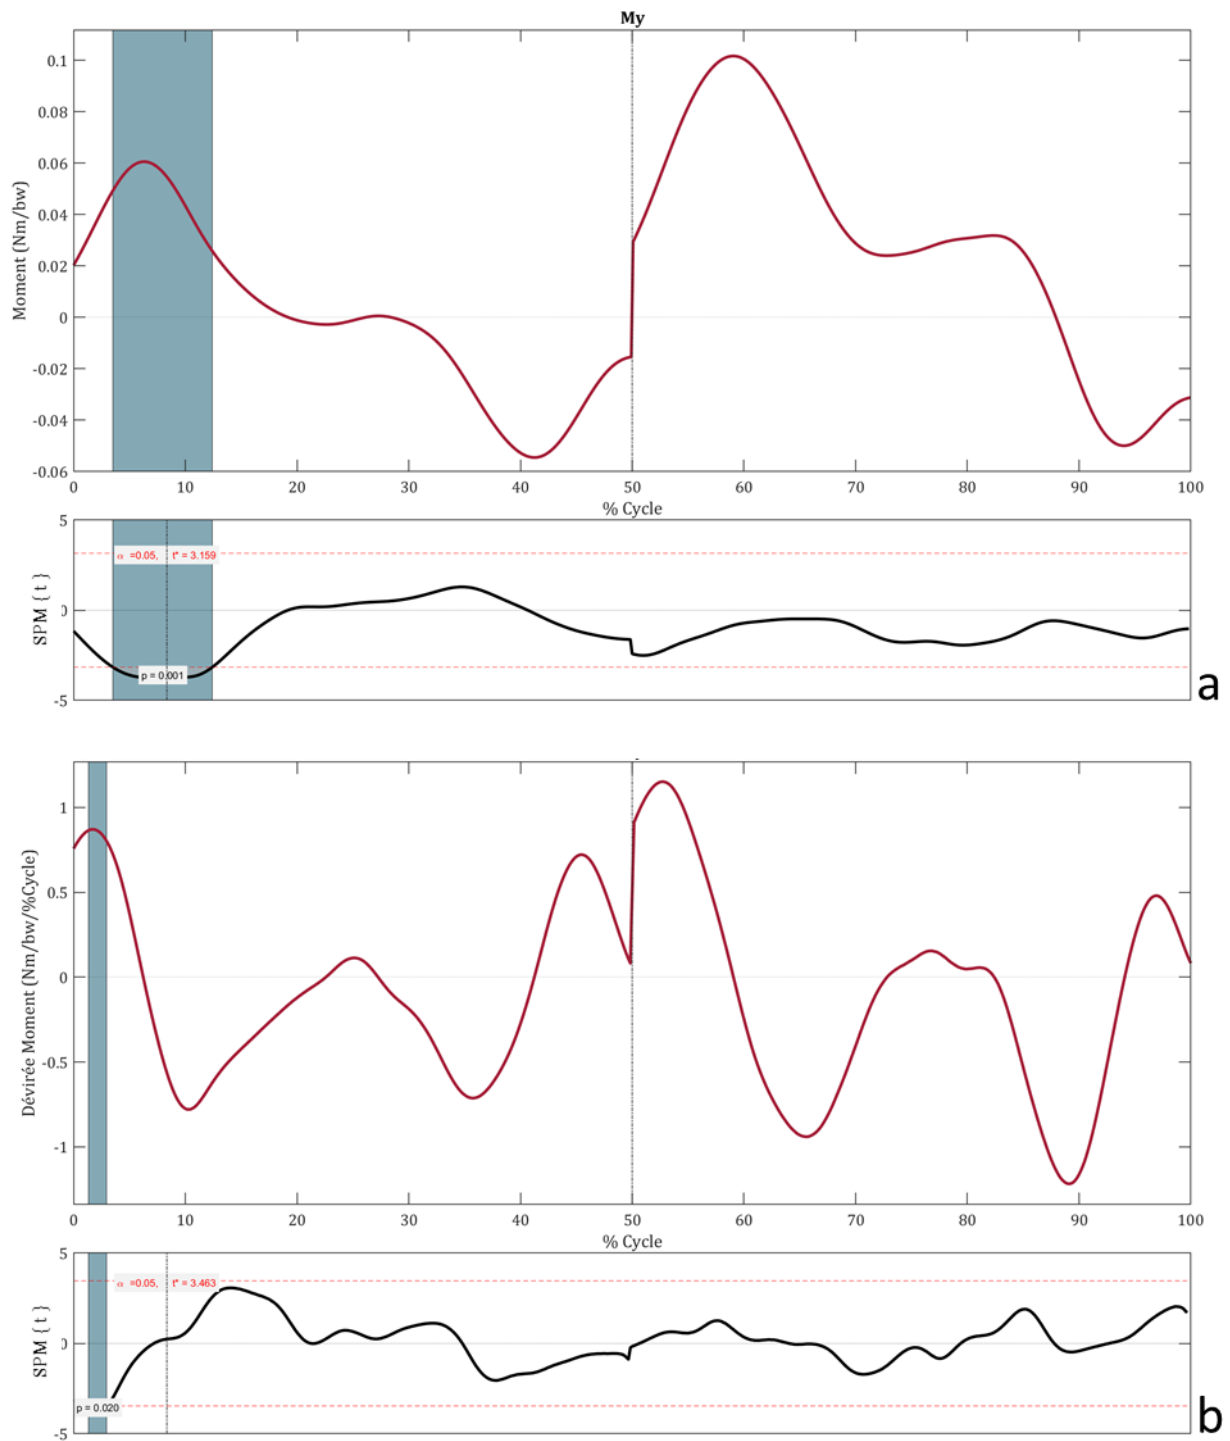 My
0.1
0.08
0.06
0.04
0.02
0
-0.02
-0.04
-0.06
Moment (Nm/bw)
0 10 20 30 40 50 60 70 80 90 100
% Cycle
5
0
-5
SPM { t }
α =0.05, t* = 3.159
p = 0.001
a
1
0.5
0
-0.5
-1
Dévirée Moment (Nm/bw/%Cycle)
0 10 20 30 40 50 60 70 80 90 100
% Cycle
5
0
-5
SPM { t }
α =0.05, t* = 3.463
p = 0.020
b